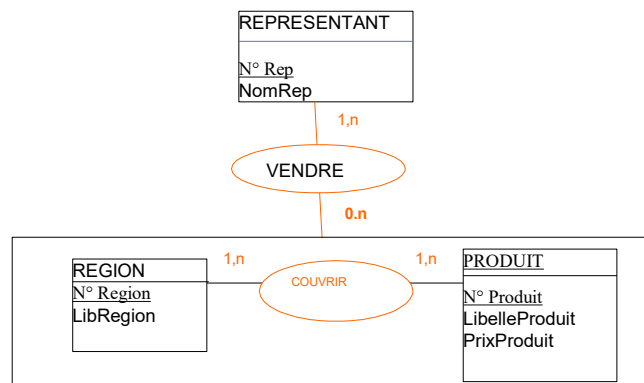 REPRESENTANT
N° Rep
NomRep
1,n
VENDRE
0.n
REGION
N° Region
LibRegion
1,n
COUVRIR
1,n
PRODUIT
N° Produit
LibelleProduit
PrixProduit